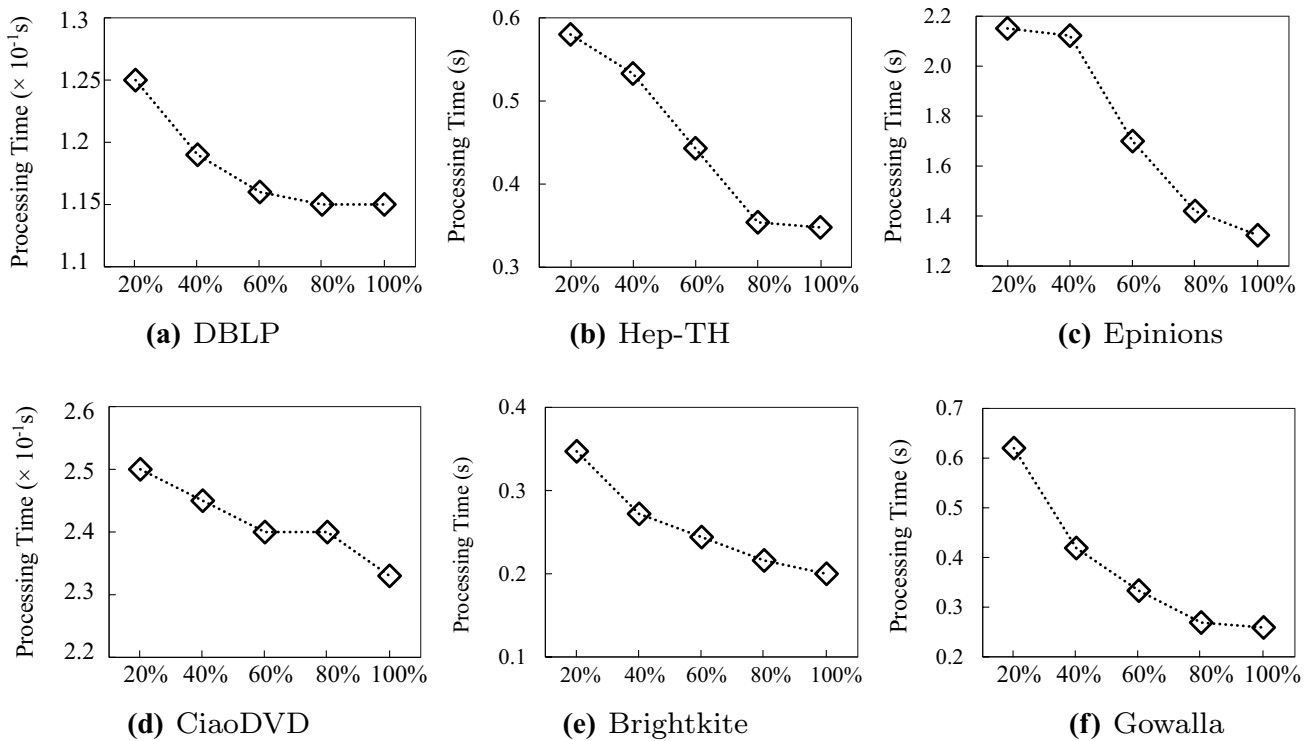 Processing Time (× 10⁻¹s)
1.3
1.25
1.2
1.15
1.1
20% 40% 60% 80% 100%
(a) DBLP
Processing Time (s)
0.6
0.5
0.4
0.3
20% 40% 60% 80% 100%
(b) Hep-TH
Processing Time (s)
2.2
2.0
1.8
1.6
1.4
1.2
20% 40% 60% 80% 100%
(c) Epinions
Processing Time (× 10⁻¹s)
2.6
2.5
2.4
2.3
2.2
20% 40% 60% 80% 100%
(d) CiaoDVD
Processing Time (s)
0.4
0.3
0.2
0.1
20% 40% 60% 80% 100%
(e) Brightkite
Processing Time (s)
0.7
0.6
0.5
0.4
0.3
0.2
20% 40% 60% 80% 100%
(f) Gowalla